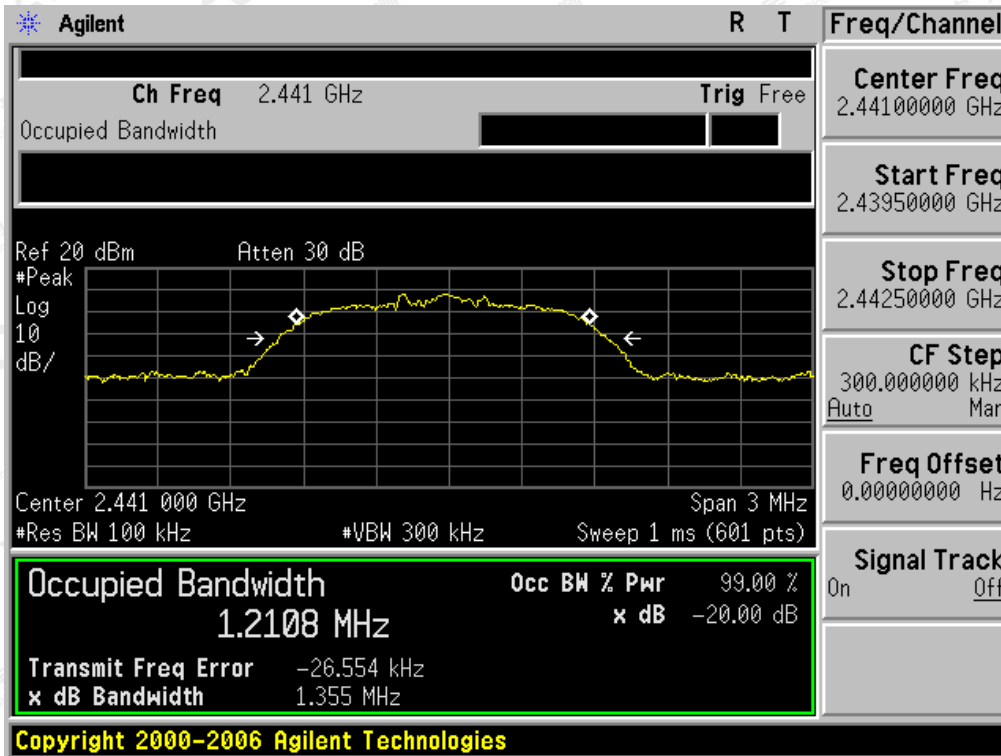 Agilent R T Freq/Channel
Ch Freq 2.441 GHz Trig Free
Occupied Bandwidth
Center Freq
2.44100000 GHz
Start Freq
2.43950000 GHz
Stop Freq
2.44250000 GHz
CF Step
300.000000 kHz
Auto Man
Freq Offset
0.00000000 Hz
Signal Track
On Off
Ref 20 dBm Atten 30 dB
#Peak
Log
10
dB/
Center 2.441 000 GHz Span 3 MHz
#Res BW 100 kHz #VBW 300 kHz Sweep 1 ms (601 pts)
Occupied Bandwidth Occ BW % Pwr 99.00 %
1.2108 MHz x dB -20.00 dB
Transmit Freq Error -26.554 kHz
x dB Bandwidth 1.355 MHz
Copyright 2000-2006 Agilent Technologies